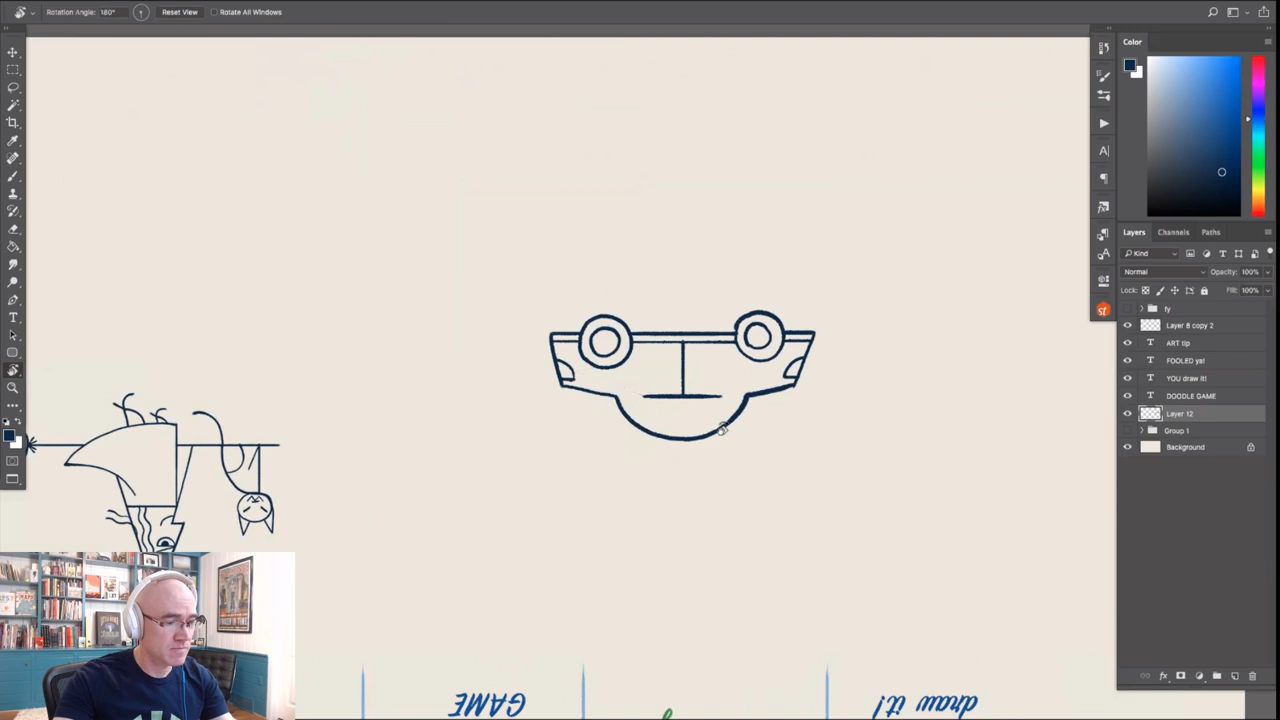 Rotation Angle: 180° Reset View Rotate All Windows
Color
Layers Channels Paths
Kind
Normal Opacity: 100%
Lock: Fill: 100%
fy
Layer 8 copy 2
ART tip
FOOLED ya!
YOU draw it!
DOODLE GAME
Layer 12
Group 1
Background
GAME
draw it!